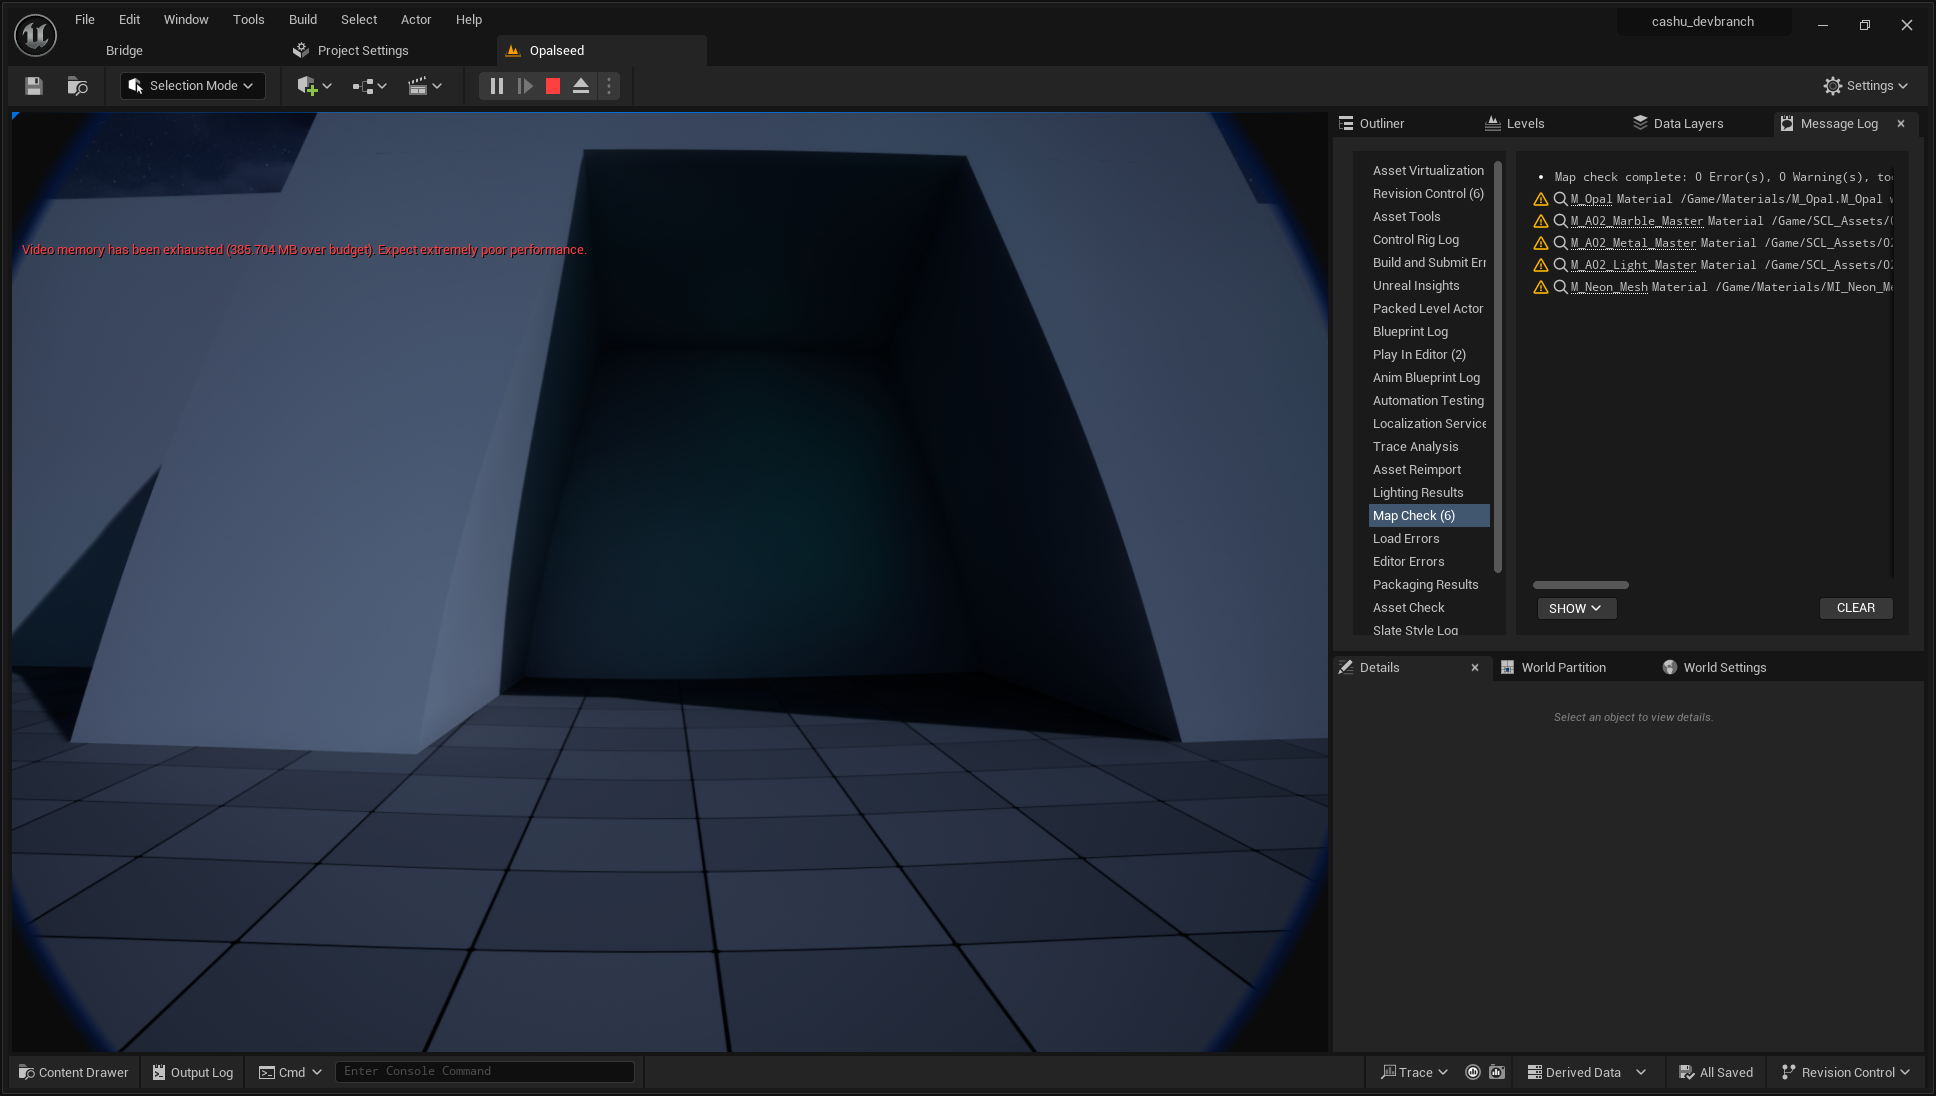 File Edit Window Tools Build Select Actor Help
cashu_devbranch
Bridge Project Settings Opalseed
Selection Mode
Settings
Outliner Levels Data Layers Message Log
Video memory has been exhausted (385.704 MB over budget). Expect extremely poor performance.
Asset Virtualization
Revision Control (6)
Asset Tools
Control Rig Log
Build and Submit Err
Unreal Insights
Packed Level Actor
Blueprint Log
Play In Editor (2)
Anim Blueprint Log
Automation Testing
Localization Service
Trace Analysis
Asset Reimport
Lighting Results
Map Check (6)
Load Errors
Editor Errors
Packaging Results
Asset Check
Slate Style Log
Map check complete: 0 Error(s), 0 Warning(s), to
M_Opal Material /Game/Materials/M_Opal.M_Opal w
M_A02_Marble_Master Material /Game/SCL_Assets/0
M_A02_Metal_Master Material /Game/SCL_Assets/02
M_A02_Light_Master Material /Game/SCL_Assets/02
M_Neon_Mesh Material /Game/Materials/MI_Neon_Me
SHOW CLEAR
Details World Partition World Settings
Select an object to view details.
Content Drawer Output Log Cmd Enter Console Command Trace Derived Data All Saved Revision Control